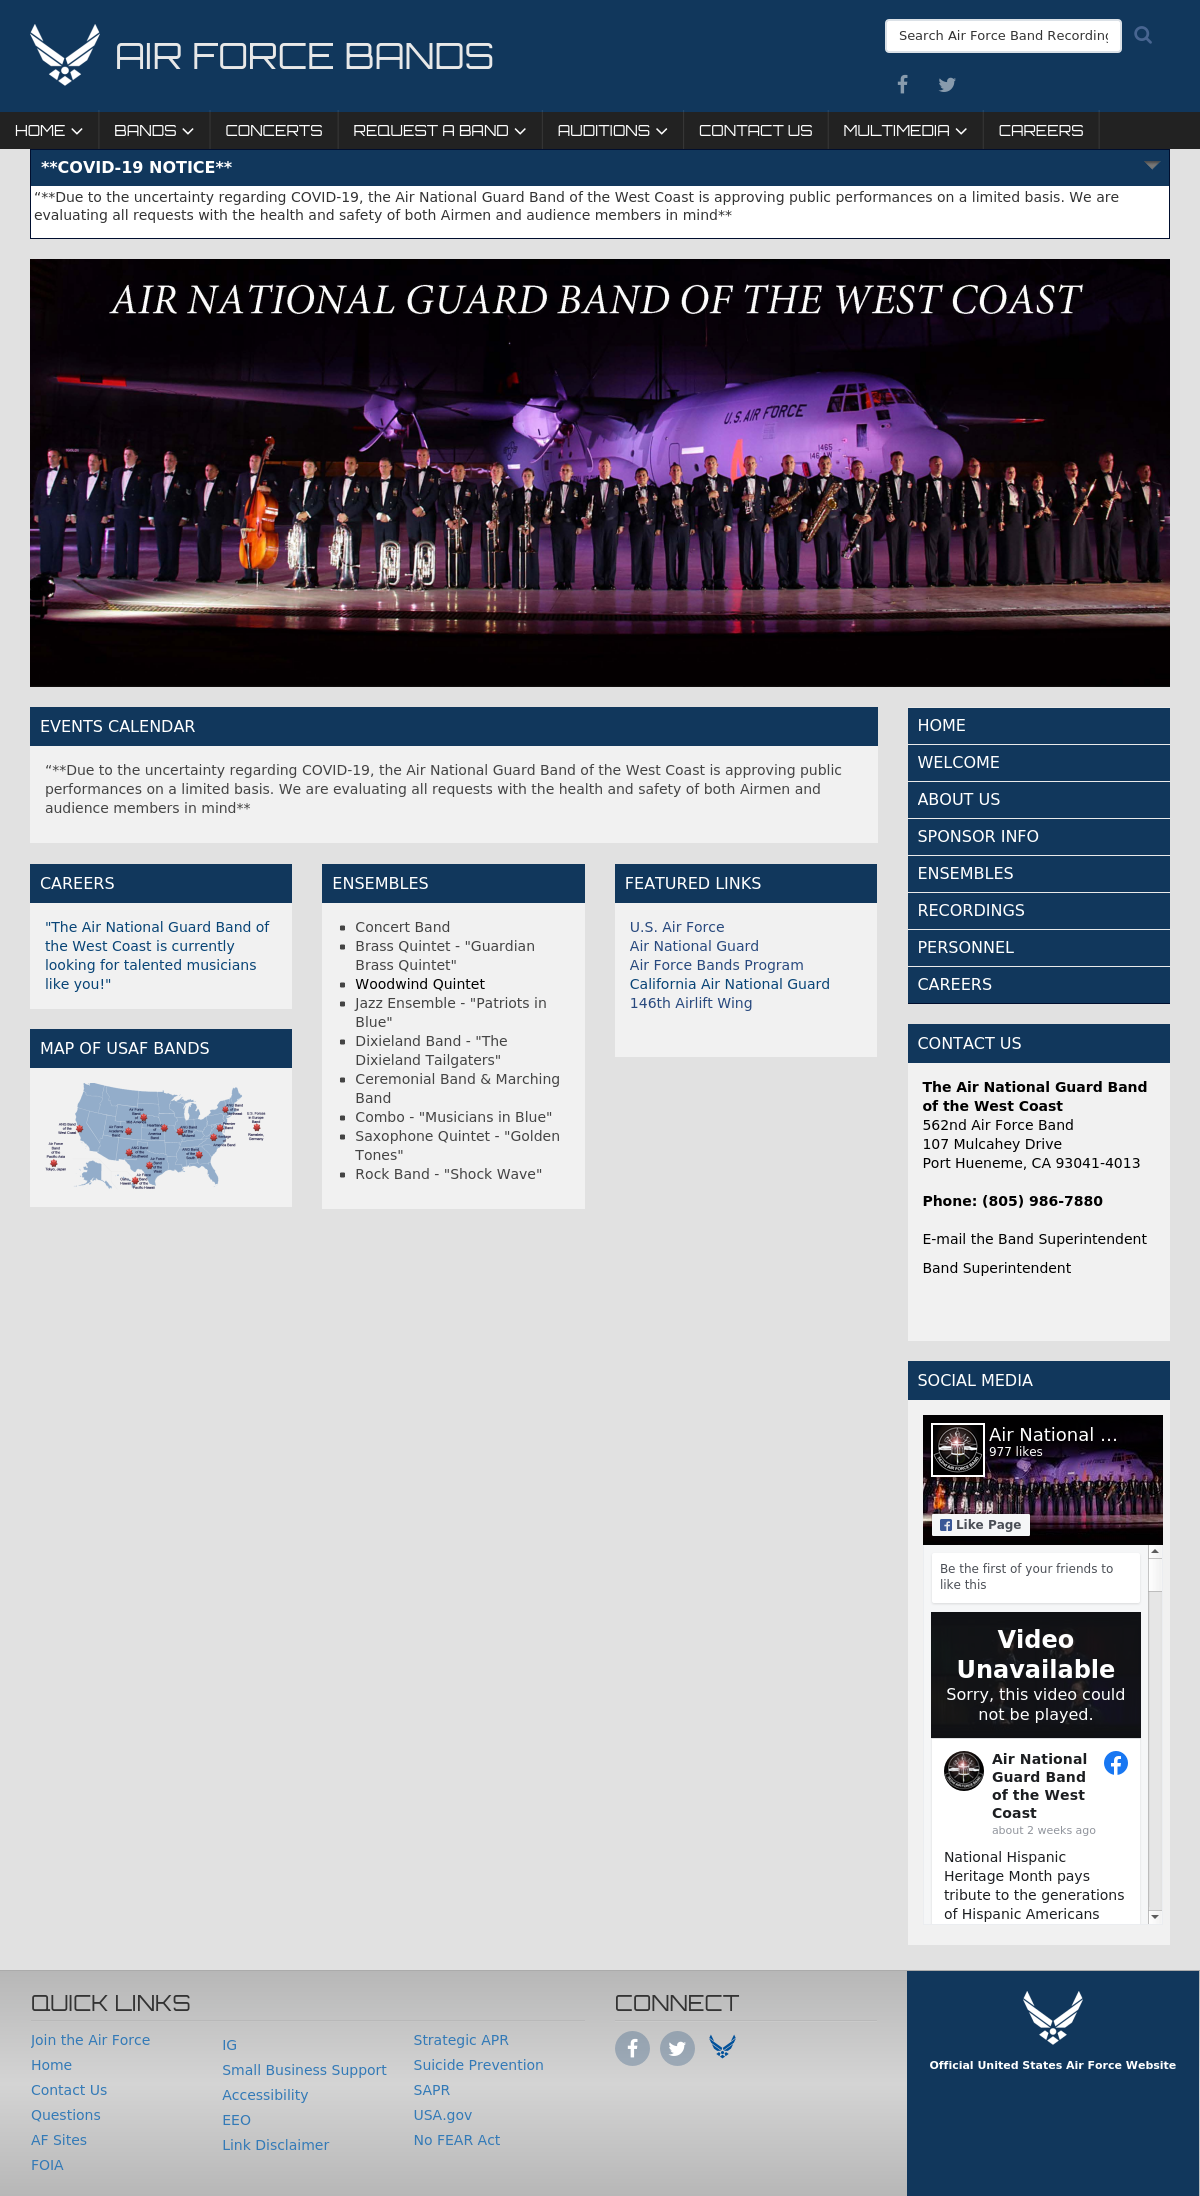 AIR FORCE BANDS
Search Air Force Band Recording
HOME BANDS CONCERTS REQUEST A BAND AUDITIONS CONTACT US MULTIMEDIA CAREERS
**COVID-19 NOTICE**
“**Due to the uncertainty regarding COVID-19, the Air National Guard Band of the West Coast is approving public performances on a limited basis. We are
evaluating all requests with the health and safety of both Airmen and audience members in mind**
AIR NATIONAL GUARD BAND OF THE WEST COAST
U.S. AIR FORCE
1465
146 AW
EVENTS CALENDAR
“**Due to the uncertainty regarding COVID-19, the Air National Guard Band of the West Coast is approving public
performances on a limited basis. We are evaluating all requests with the health and safety of both Airmen and
audience members in mind**
CAREERS
"The Air National Guard Band of
the West Coast is currently
looking for talented musicians
like you!"
MAP OF USAF BANDS
ENSEMBLES
Concert Band
Brass Quintet - "Guardian
Brass Quintet"
Woodwind Quintet
Jazz Ensemble - "Patriots in
Blue"
Dixieland Band - "The
Dixieland Tailgaters"
Ceremonial Band & Marching
Band
Combo - "Musicians in Blue"
Saxophone Quintet - "Golden
Tones"
Rock Band - "Shock Wave"
FEATURED LINKS
U.S. Air Force
Air National Guard
Air Force Bands Program
California Air National Guard
146th Airlift Wing
HOME
WELCOME
ABOUT US
SPONSOR INFO
ENSEMBLES
RECORDINGS
PERSONNEL
CAREERS
CONTACT US
The Air National Guard Band
of the West Coast
562nd Air Force Band
107 Mulcahey Drive
Port Hueneme, CA 93041-4013
Phone: (805) 986-7880
E-mail the Band Superintendent
Band Superintendent
SOCIAL MEDIA
Air National ...
977 likes
Like Page
Be the first of your friends to
like this
Video
Unavailable
Sorry, this video could
not be played.
Air National
Guard Band
of the West
Coast
about 2 weeks ago
National Hispanic
Heritage Month pays
tribute to the generations
of Hispanic Americans
QUICK LINKS
Join the Air Force
Home
Contact Us
Questions
AF Sites
FOIA
IG
Small Business Support
Accessibility
EEO
Link Disclaimer
Strategic APR
Suicide Prevention
SAPR
USA.gov
No FEAR Act
CONNECT
Official United States Air Force Website